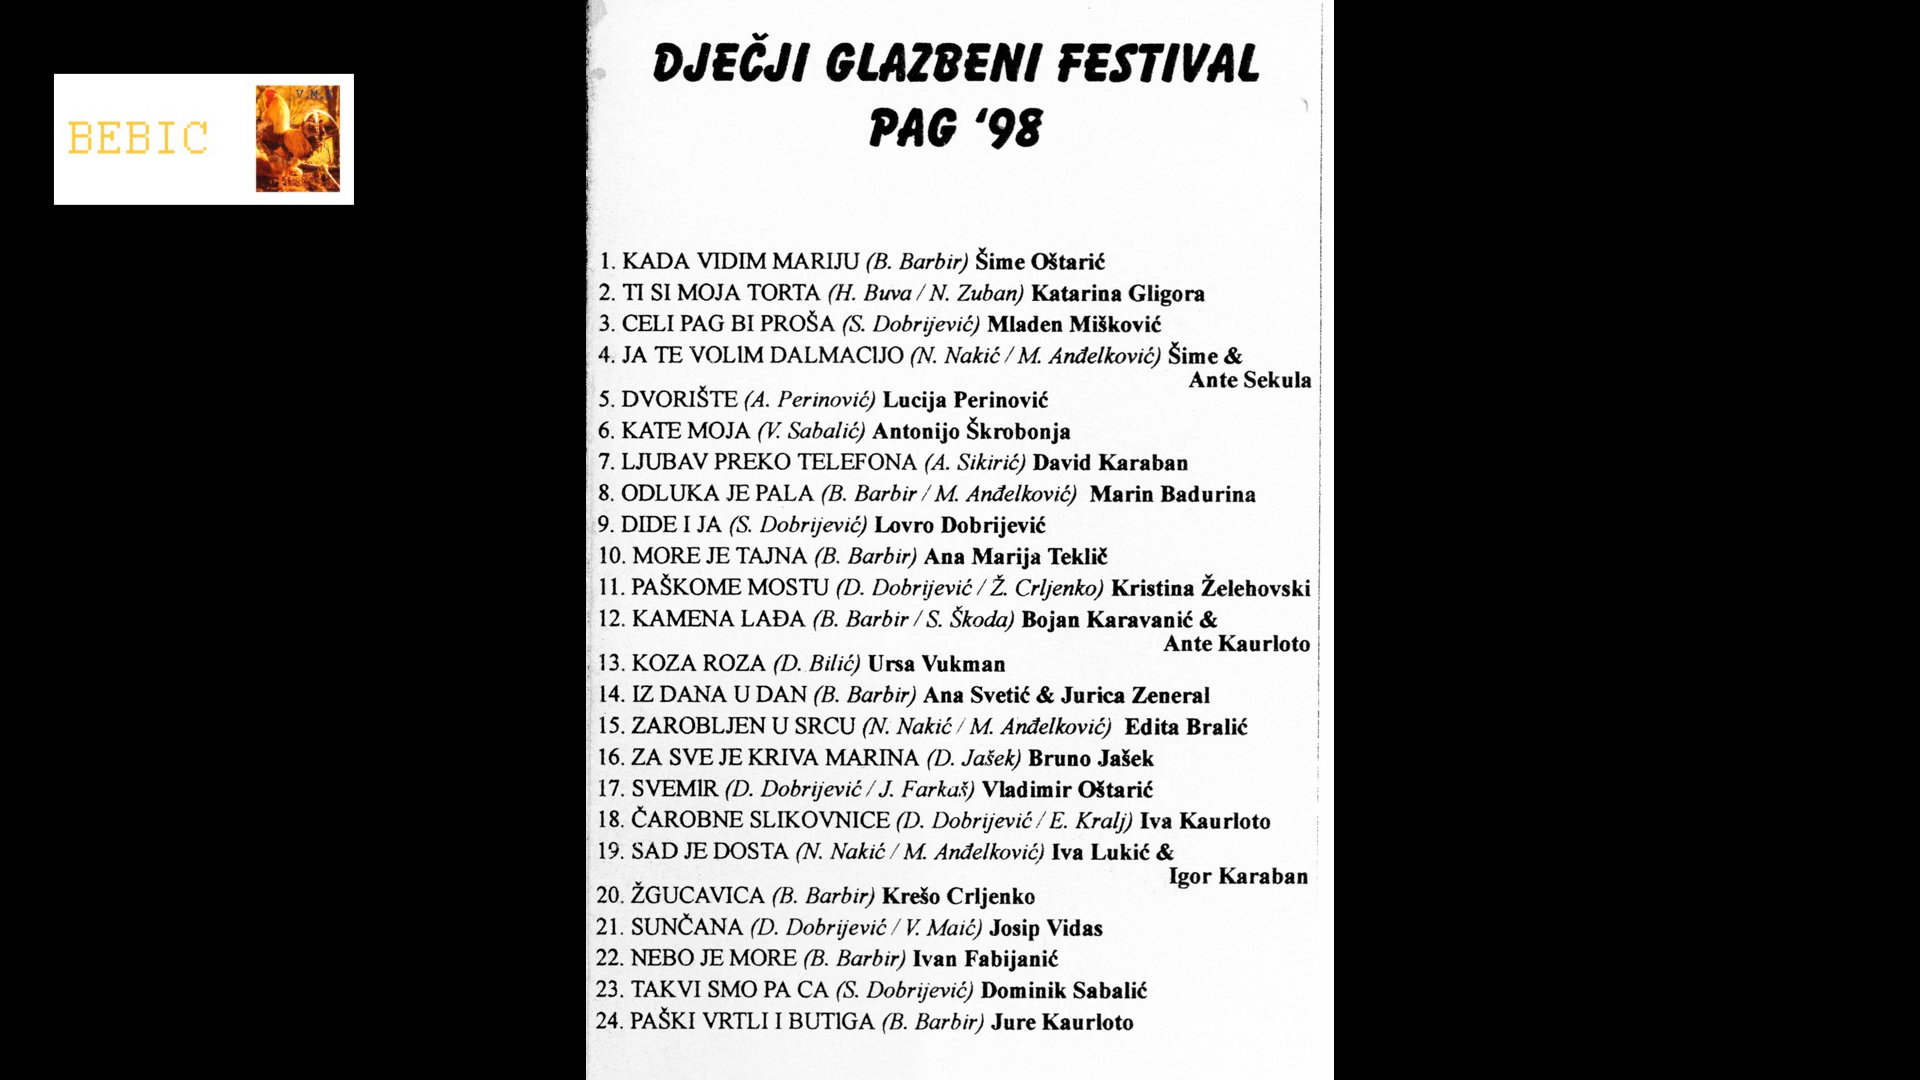 BEBIC
V.M.
DJEČJI GLAZBENI FESTIVAL
PAG '98
1. KADA VIDIM MARIJU (B. Barbir) Šime Oštarić
2. TI SI MOJA TORTA (H. Buva / N. Zuban) Katarina Gligora
3. CELI PAG BI PROŠA (S. Dobrijević) Mladen Mišković
4. JA TE VOLIM DALMACIJO (N. Nakić / M. Anđelković) Šime &
Ante Sekula
5. DVORIŠTE (A. Perinović) Lucija Perinović
6. KATE MOJA (V. Sabalić) Antonijo Škrobonja
7. LJUBAV PREKO TELEFONA (A. Sikirić) David Karaban
8. ODLUKA JE PALA (B. Barbir / M. Anđelković) Marin Badurina
9. DIDE I JA (S. Dobrijević) Lovro Dobrijević
10. MORE JE TAJNA (B. Barbir) Ana Marija Teklič
11. PAŠKOME MOSTU (D. Dobrijević / Ž. Crljenko) Kristina Želehovski
12. KAMENA LAĐA (B. Barbir / S. Škoda) Bojan Karavanić &
Ante Kaurloto
13. KOZA ROZA (D. Bilić) Ursa Vukman
14. IZ DANA U DAN (B. Barbir) Ana Svetić & Jurica Zeneral
15. ZAROBLJEN U SRCU (N. Nakić / M. Anđelković) Edita Bralić
16. ZA SVE JE KRIVA MARINA (D. Jašek) Bruno Jašek
17. SVEMIR (D. Dobrijević / J. Farkaš) Vladimir Oštarić
18. ČAROBNE SLIKOVNICE (D. Dobrijević / E. Kralj) Iva Kaurloto
19. SAD JE DOSTA (N. Nakić / M. Anđelković) Iva Lukić &
Igor Karaban
20. ŽGUCAVICA (B. Barbir) Krešo Crljenko
21. SUNČANA (D. Dobrijević / V. Maić) Josip Vidas
22. NEBO JE MORE (B. Barbir) Ivan Fabijanić
23. TAKVI SMO PA CA (S. Dobrijević) Dominik Sabalić
24. PAŠKI VRTLI I BUTIGA (B. Barbir) Jure Kaurloto